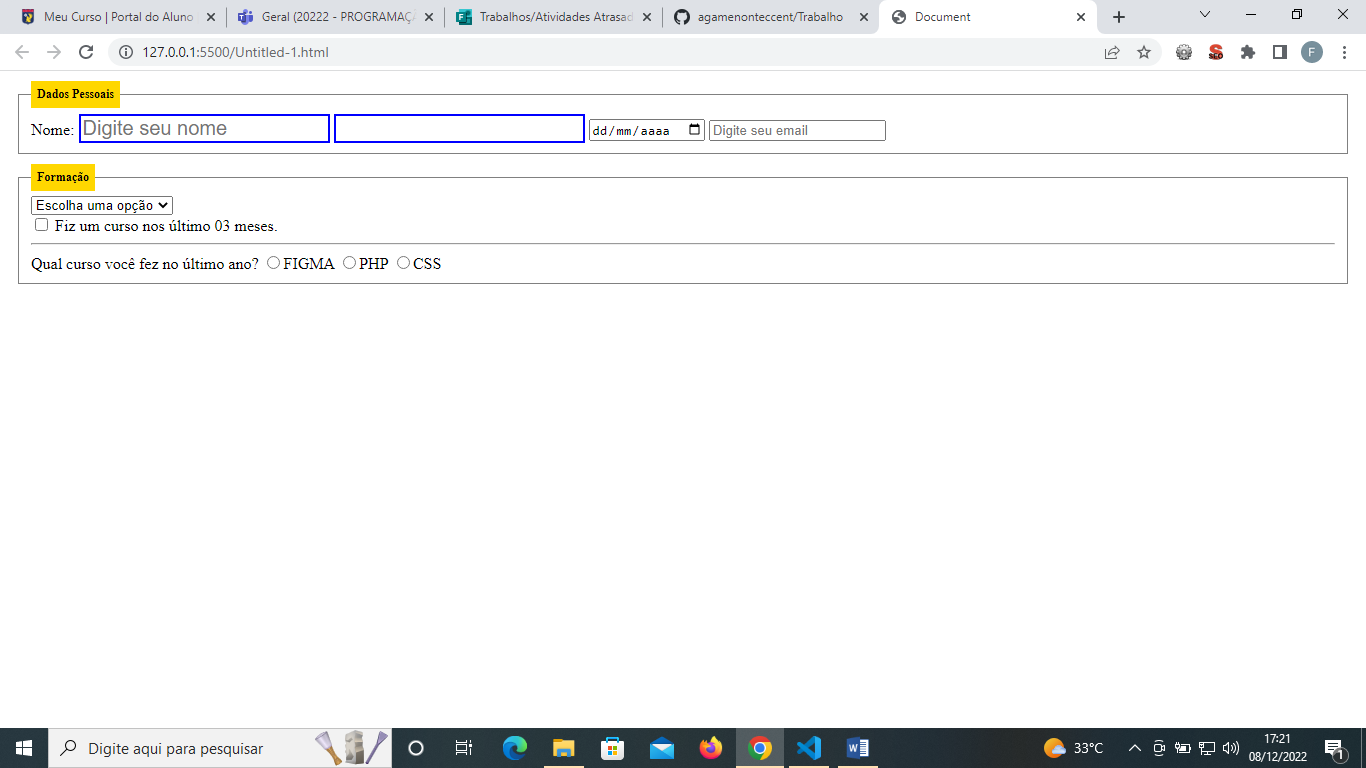 Meu Curso | Portal do Aluno
Geral (20222 - PROGRAMAÇ
Trabalhos/Atividades Atrasad
agamenonteccent/Trabalho
Document
127.0.0.1:5500/Untitled-1.html
SEO
F
Dados Pessoais
Nome: Digite seu nome dd/mm/aaaa Digite seu email
Formação
Escolha uma opção
Fiz um curso nos último 03 meses.
Qual curso você fez no último ano? FIGMA PHP CSS
Digite aqui para pesquisar
33°C
17:21
08/12/2022
1